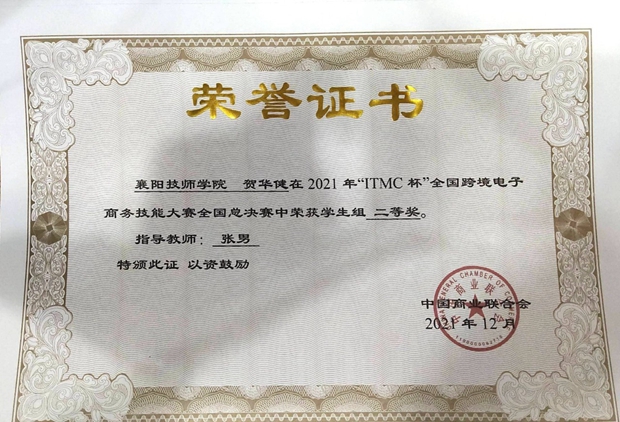 荣誉证书
襄阳技师学院 贺华健在2021年“ITMC杯”全国跨境电子
商务技能大赛全国总决赛中荣获学生组 二等奖。
指导教师： 张男
特颁此证 以资鼓励
中国商业联合会
2021年12月